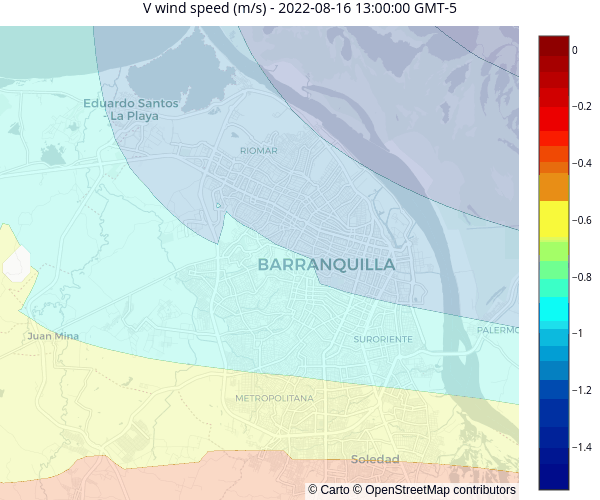 V wind speed (m/s) - 2022-08-16 13:00:00 GMT-5
Eduardo Santos
- La Playa
RIOMAR
BARRANQUILLA
SURORIENTE
PALERMO
Juan Mina
METROPOLITANA
Soledad
© Carto © OpenStreetMap contributors
0
−0.2
−0.4
−0.6
−0.8
−1
−1.2
−1.4